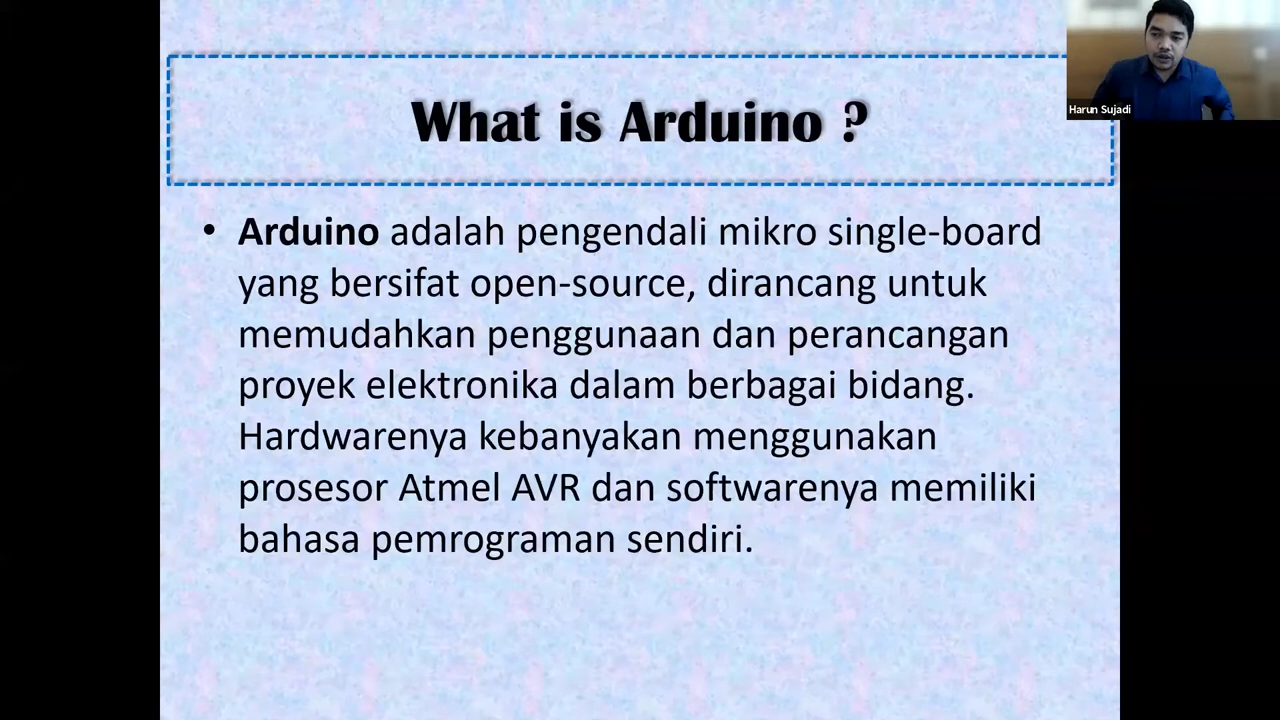 What is Arduino ?
Harun Sujadi
• Arduino adalah pengendali mikro single-board
yang bersifat open-source, dirancang untuk
memudahkan penggunaan dan perancangan
proyek elektronika dalam berbagai bidang.
Hardwarenya kebanyakan menggunakan
prosesor Atmel AVR dan softwarenya memiliki
bahasa pemrograman sendiri.